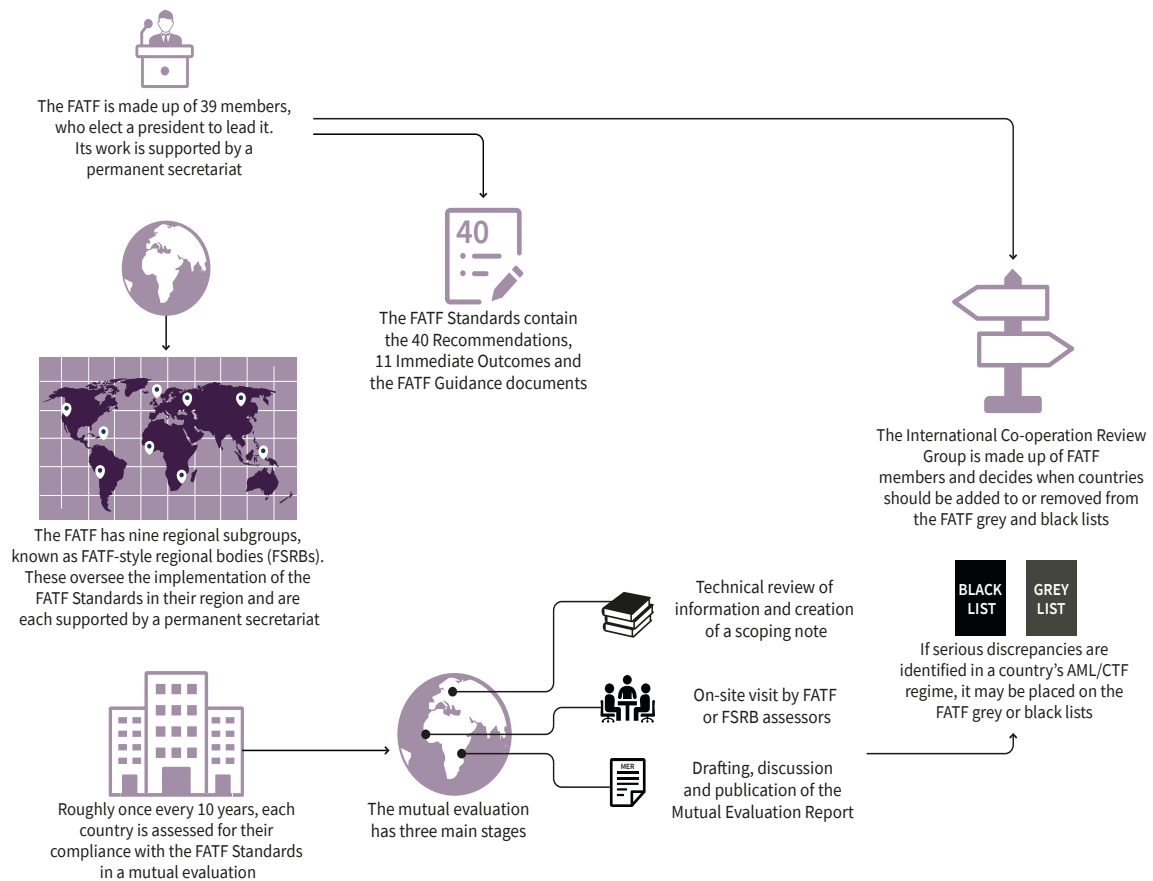 The FATF is made up of 39 members,
who elect a president to lead it.
Its work is supported by a
permanent secretariat
40
The FATF Standards contain
the 40 Recommendations,
11 Immediate Outcomes and
the FATF Guidance documents
The International Co-operation Review
Group is made up of FATF
members and decides when countries
should be added to or removed from
the FATF grey and black lists
The FATF has nine regional subgroups,
known as FATF-style regional bodies (FSRBs).
These oversee the implementation of the
FATF Standards in their region and are
each supported by a permanent secretariat
BLACK
LIST
GREY
LIST
If serious discrepancies are
identified in a country's AML/CTF
regime, it may be placed on the
FATF grey or black lists
Roughly once every 10 years, each
country is assessed for their
compliance with the FATF Standards
in a mutual evaluation
The mutual evaluation
has three main stages
Technical review of
information and creation
of a scoping note
On-site visit by FATF
or FSRB assessors
MER
Drafting, discussion
and publication of the
Mutual Evaluation Report